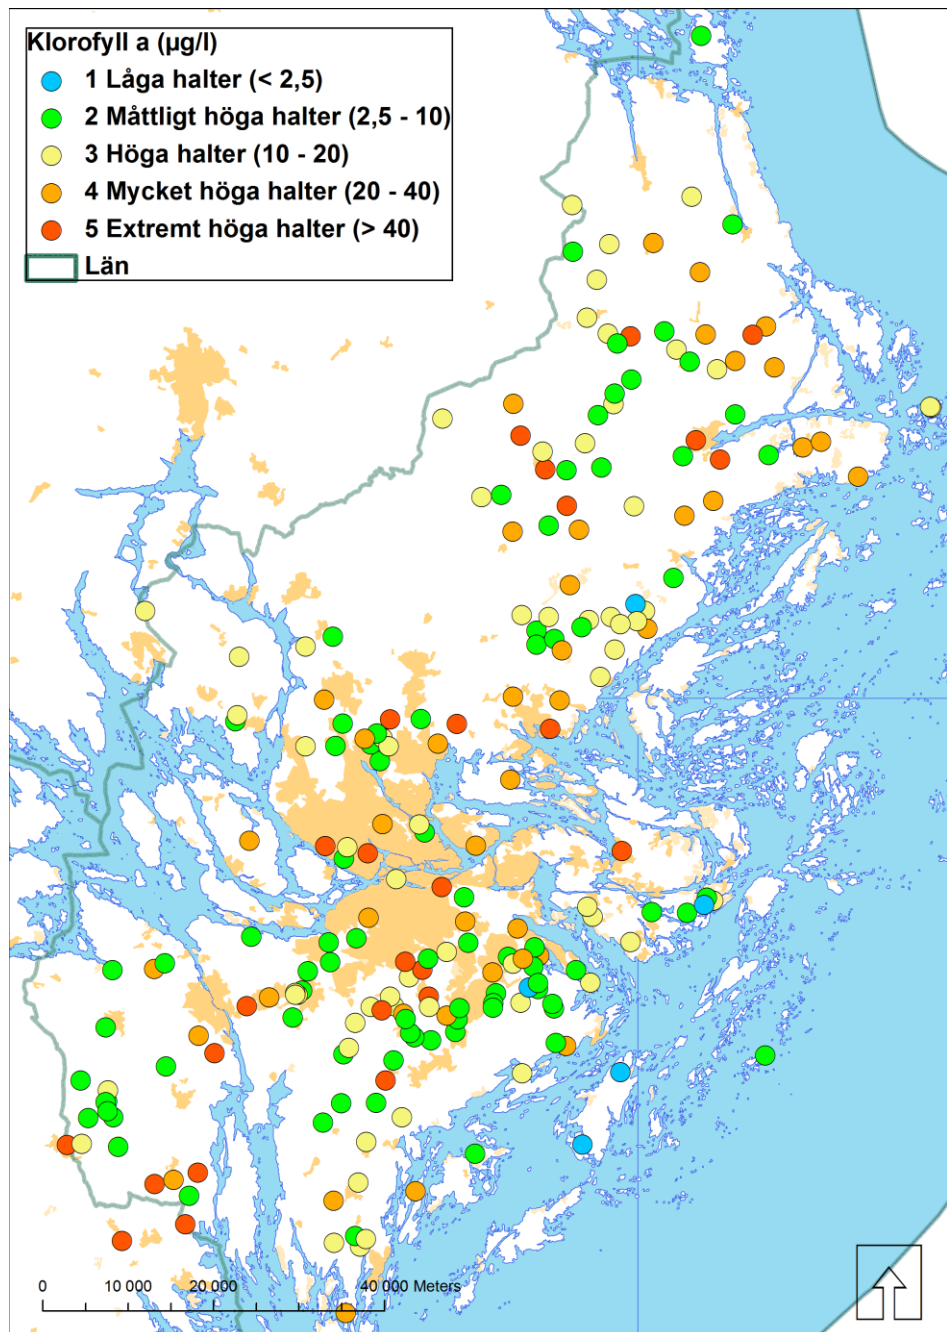 Klorofyll a (µg/l)
1 Låga halter (< 2,5)
2 Måttligt höga halter (2,5 - 10)
3 Höga halter (10 - 20)
4 Mycket höga halter (20 - 40)
5 Extremt höga halter (> 40)
Län
0 10 000 20 000 40 000 Meters